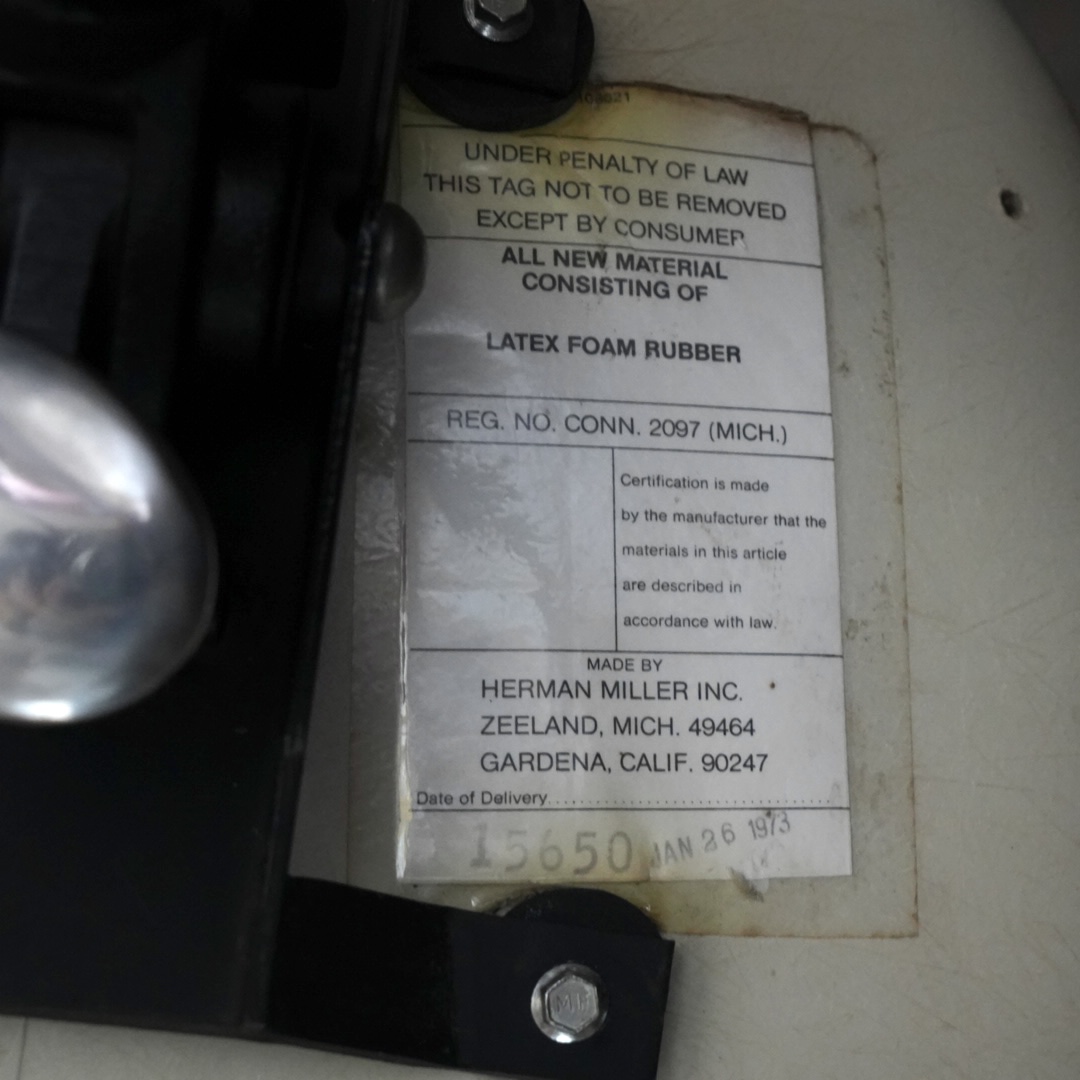 UNDER PENALTY OF LAW
THIS TAG NOT TO BE REMOVED
EXCEPT BY CONSUMER
ALL NEW MATERIAL
CONSISTING OF
LATEX FOAM RUBBER
REG. NO. CONN. 2097 (MICH.)
Certification is made
by the manufacturer that the
materials in this article
are described in
accordance with law.
MADE BY
HERMAN MILLER INC.
ZEELAND, MICH. 49464
GARDENA, CALIF. 90247
Date of Delivery
15650 JAN 26 1973